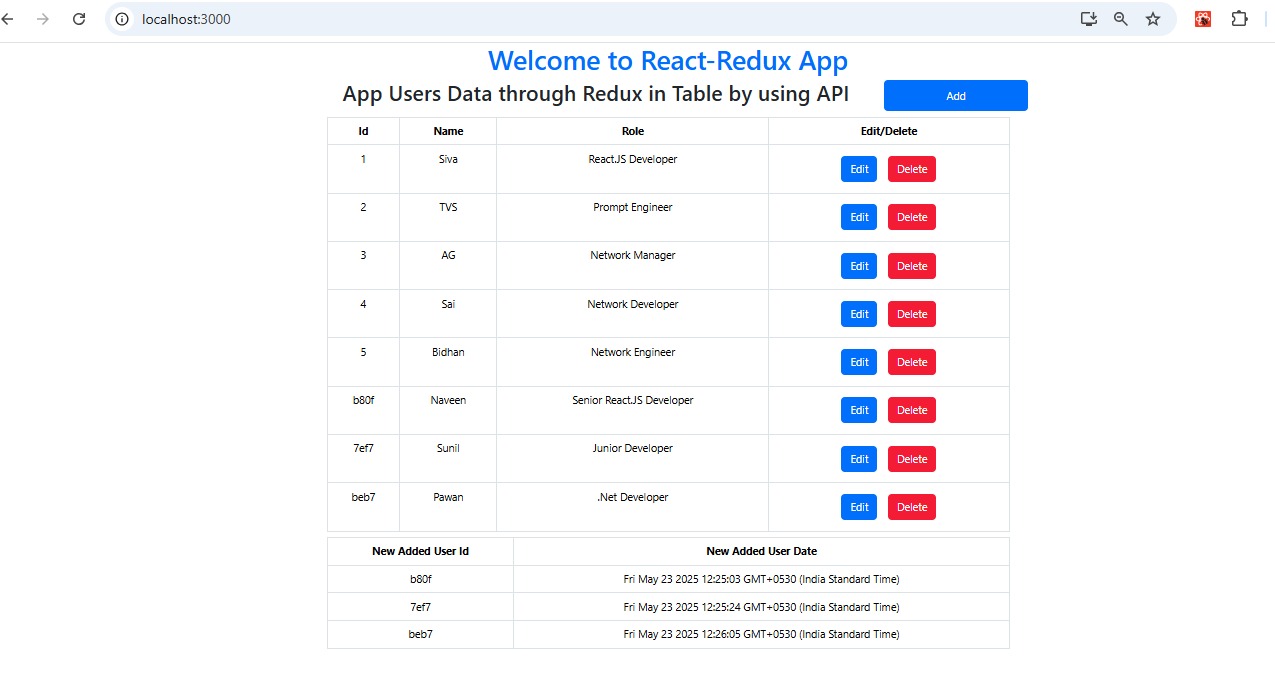 localhost:3000
Welcome to React-Redux App
App Users Data through Redux in Table by using API Add
Id Name Role Edit/Delete
1 Siva React.JS Developer Edit Delete
2 TVS Prompt Engineer Edit Delete
3 AG Network Manager Edit Delete
4 Sai Network Developer Edit Delete
5 Bidhan Network Engineer Edit Delete
b80f Naveen Senior React.JS Developer Edit Delete
7ef7 Sunil Junior Developer Edit Delete
beb7 Pawan .Net Developer Edit Delete
New Added User Id New Added User Date
b80f Fri May 23 2025 12:25:03 GMT+0530 (India Standard Time)
7ef7 Fri May 23 2025 12:25:24 GMT+0530 (India Standard Time)
beb7 Fri May 23 2025 12:26:05 GMT+0530 (India Standard Time)